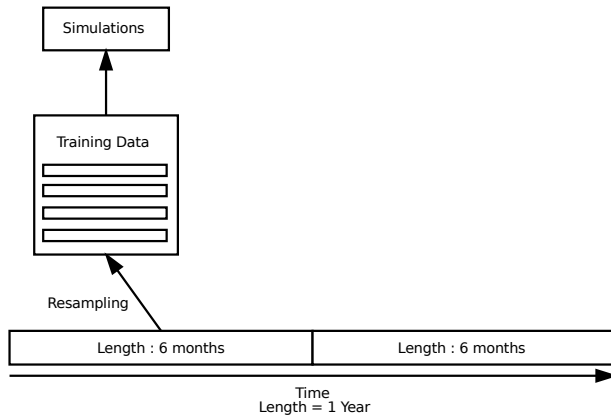 Simulations
Training Data
Resampling
Length : 6 months
Length : 6 months
Time
Length = 1 Year